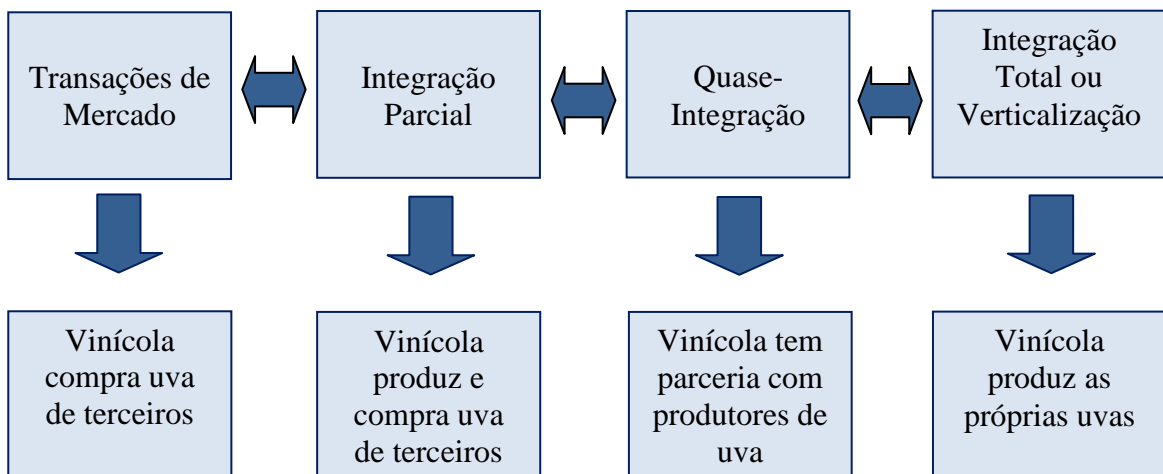 Transações de
Mercado
Integração
Parcial
Quase-
Integração
Integração
Total ou
Verticalização
Vinícola
compra uva
de terceiros
Vinícola
produz e
compra uva
de terceiros
Vinícola tem
parceria com
produtores de
uva
Vinícola
produz as
próprias uvas